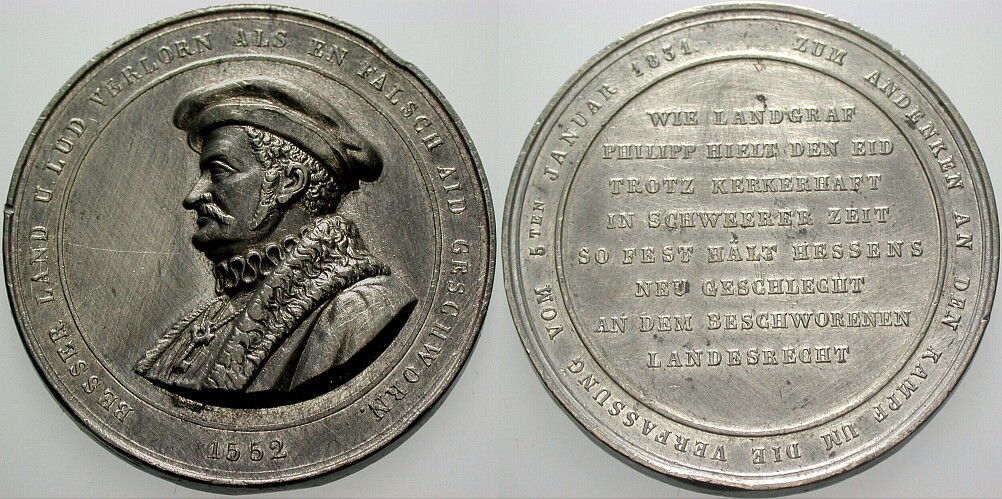 BESSER LAND U LUD VERLORN ALS EN FALSCH AID GESCHWORN.
1552
ZUM ANDENKEN AN DEN KAMPF UM DIE VERFASSUNG VOM 5TEN JANUAR 1831
WIE LANDGRAF
PHILIPP HIELT DEN EID
TROTZ KERKERHAFT
IN SCHWEERER ZEIT
SO FEST HÄLT HESSENS
NEU GESCHLECHT
AN DEM BESCHWORENEN
LANDESRECHT